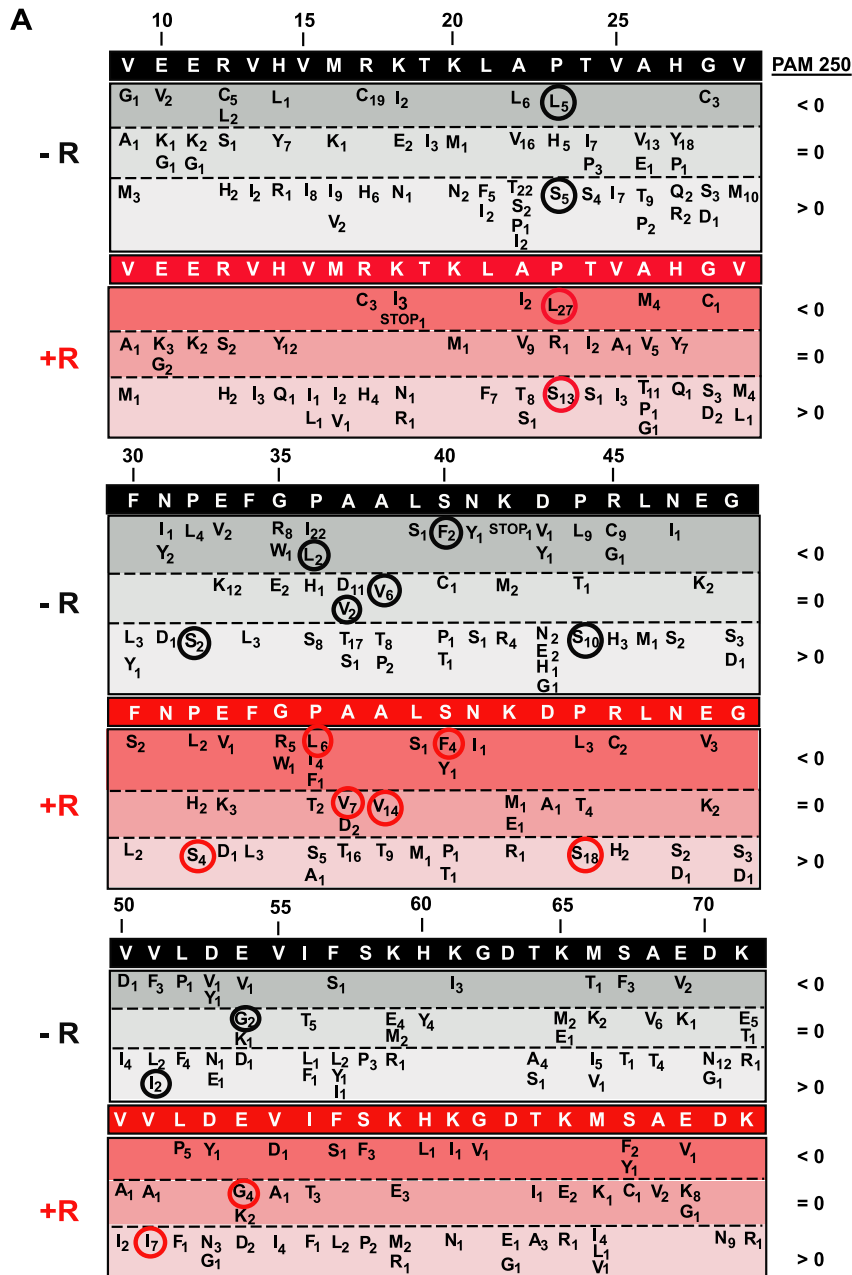 A
10 15 20 25
V E E R V H V M R K T K L A P T V A H G V PAM 250
G1 V2 C5 L1 C19 I2 L6 L5 C3 < 0
L2
- R
A1 K1 K2 S1 Y7 K1 E2 I3 M1 V16 H5 I7 V13 Y18 = 0
G1 G1 P3 E1 P1
M3 H2 I2 R1 I8 I9 H6 N1 N2 F5 T22 S5 S4 I7 T9 Q2 S3 M10 > 0
V2 I2 S2 P2 R2 D1
P1
I2
V E E R V H V M R K T K L A P T V A H G V
C3 I3 I2 L27 M4 C1 < 0
STOP1
+R
A1 K3 K2 S2 Y12 M1 V9 R1 I2 A1 V5 Y7 = 0
G2
M1 H2 I3 Q1 I1 I2 H4 N1 F7 T8 S13 S1 I3 T11 Q1 S3 M4 > 0
L1 V1 R1 S1 P1 D2 L1
G1
30 35 40 45
F N P E F G P A A L S N K D P R L N E G
I1 L4 V2 R8 I22 S1 F2 Y1 STOP1 V1 L9 C9 I1 < 0
Y2 W1 L2 Y1 G1
- R
K12 E2 H1 D11 V6 C1 M2 T1 K2 = 0
V2
L3 D1 S2 L3 S8 T17 T8 P1 S1 R4 N2 S10 H3 M1 S2 S3 > 0
Y1 S1 P2 T1 E2 D1
H1
G1
F N P E F G P A A L S N K D P R L N E G
S2 L2 V1 R5 L6 S1 F4 I1 L3 C2 V3 < 0
W1 I4 Y1
F1
+R
H2 K3 T2 V7 V14 M1 A1 T4 K2 = 0
D2 E1
L2 S4 D1 L3 S5 T16 T9 M1 P1 R1 S18 H2 S2 S3 > 0
A1 T1 D1 D1
50 55 60 65 70
V V L D E V I F S K H K G D T K M S A E D K
D1 F3 P1 V1 V1 S1 I3 T1 F3 V2 < 0
Y1
- R
G2 T5 E4 Y4 M2 K2 V6 K1 E5 = 0
K1 M2 E1 T1
I4 L2 F4 N1 D1 L1 L2 P3 R1 A4 I5 T1 T4 N12 R1 > 0
I2 E1 F1 Y1 S1 V1 G1
I1
V V L D E V I F S K H K G D T K M S A E D K
P5 Y1 D1 S1 F3 L1 I1 V1 F2 V1 < 0
Y1
+R
A1 A1 G4 A1 T3 E3 I1 E2 K1 C1 V2 K8 = 0
K2 G1
I2 I7 F1 N3 D2 I4 F1 L2 P2 M2 N1 E1 A3 R1 I4 N9 R1 > 0
G1 R1 G1 L1
V1